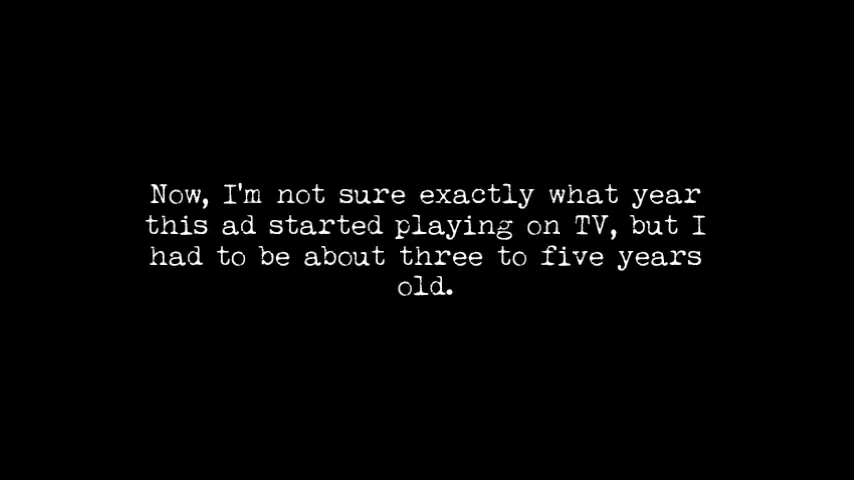 Now, I'm not sure exactly what year
this ad started playing on TV, but I
had to be about three to five years
old.